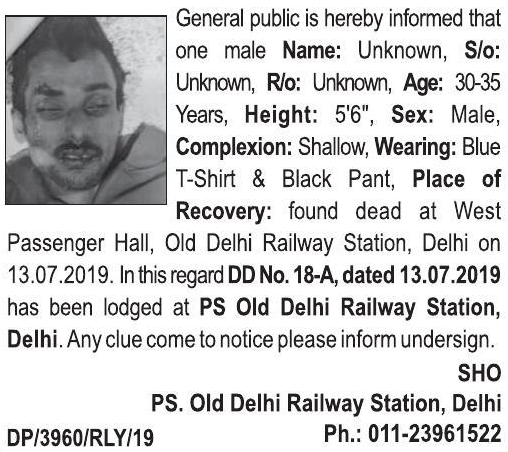 General public is hereby informed that
one male Name: Unknown, S/o:
Unknown, R/o: Unknown, Age: 30-35
Years, Height: 5'6", Sex: Male,
Complexion: Shallow, Wearing: Blue
T-Shirt & Black Pant, Place of
Recovery: found dead at West
Passenger Hall, Old Delhi Railway Station, Delhi on
13.07.2019. In this regard DD No. 18-A, dated 13.07.2019
has been lodged at PS Old Delhi Railway Station,
Delhi. Any clue come to notice please inform undersign.
SHO
PS. Old Delhi Railway Station, Delhi
DP/3960/RLY/19 Ph.: 011-23961522